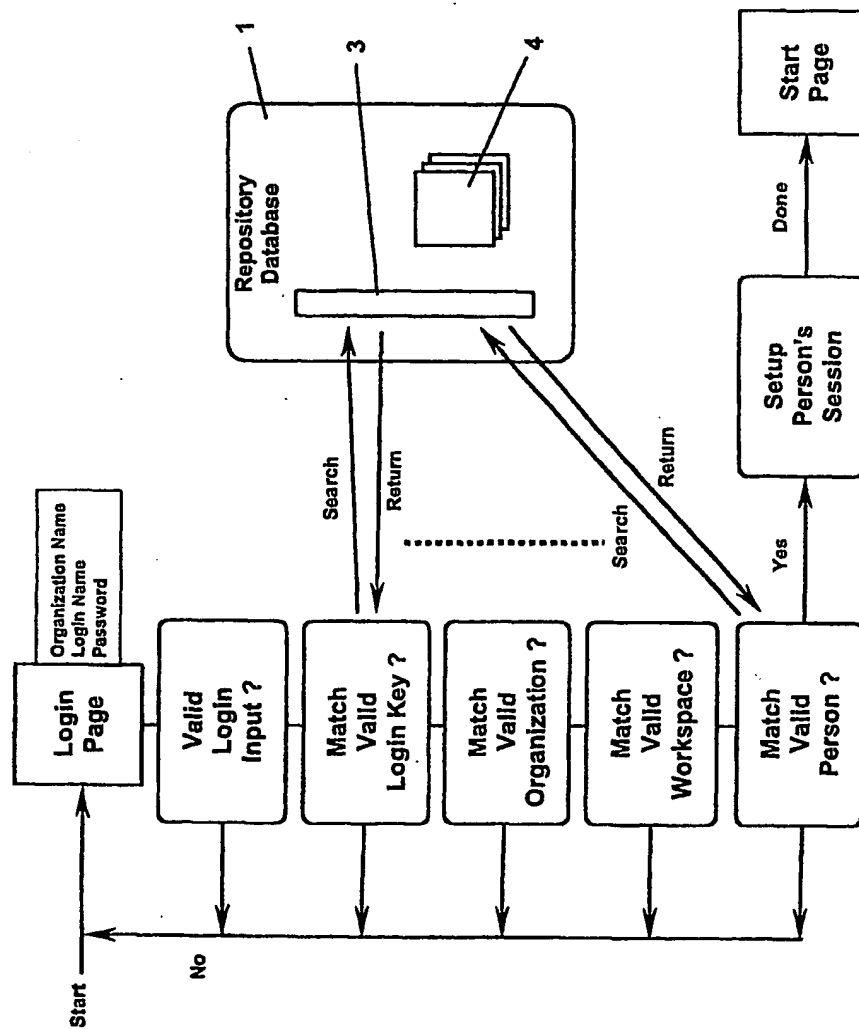 Start
No
Login
Page
Organization Name
Login Name
Password
Valid
Login
Input ?
Match
Valid
Login Key ?
Match
Valid
Organization ?
Match
Valid
Workspace ?
Match
Valid
Person ?
Search
Return
Search
Return
Repository
Database
1
3
4
Yes
Setup
Person's
Session
Done
Start
Page